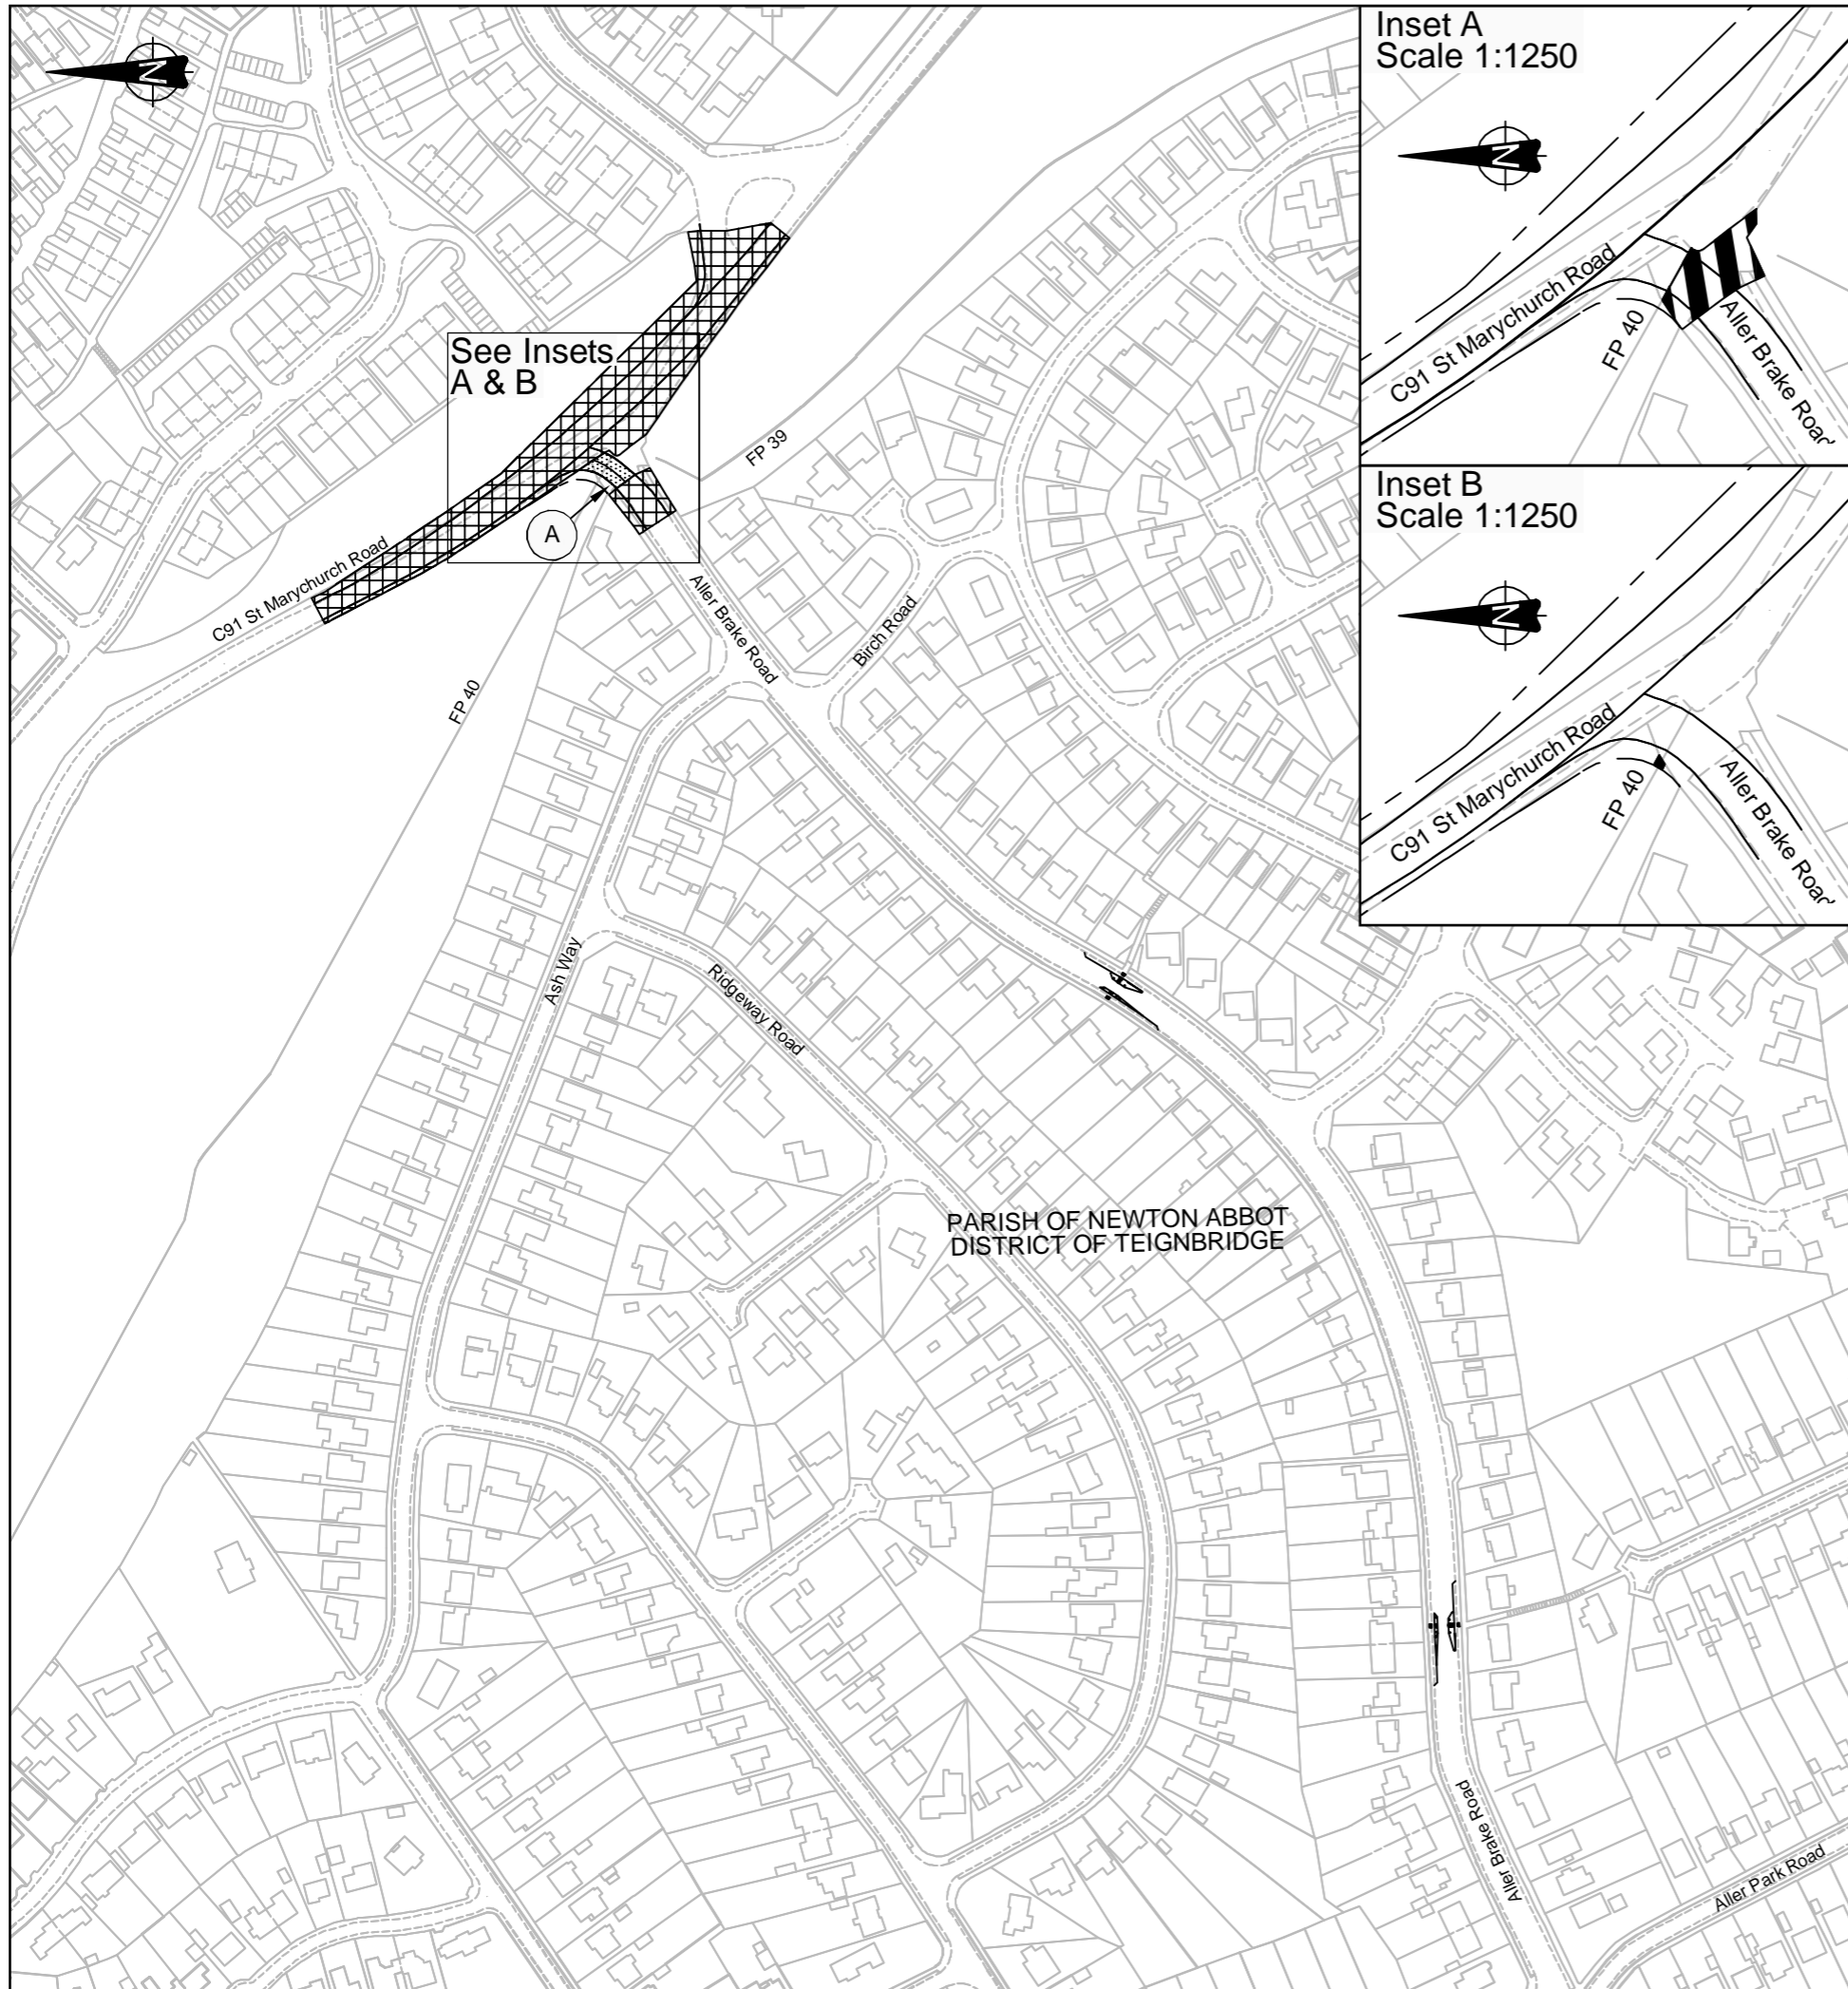 N
Inset A
Scale 1:1250
N
C91 St Marychurch Road
FP 40
Aller Brake Road
See Insets
A & B
FP 39
A
C91 St Marychurch Road
FP 40
Aller Brake Road
Birch Road
Inset B
Scale 1:1250
N
C91 St Marychurch Road
FP 40
Aller Brake Road
Ash Way
Ridgeway Road
PARISH OF NEWTON ABBOT
DISTRICT OF TEIGNBRIDGE
Aller Brake Road
Aller Park Road